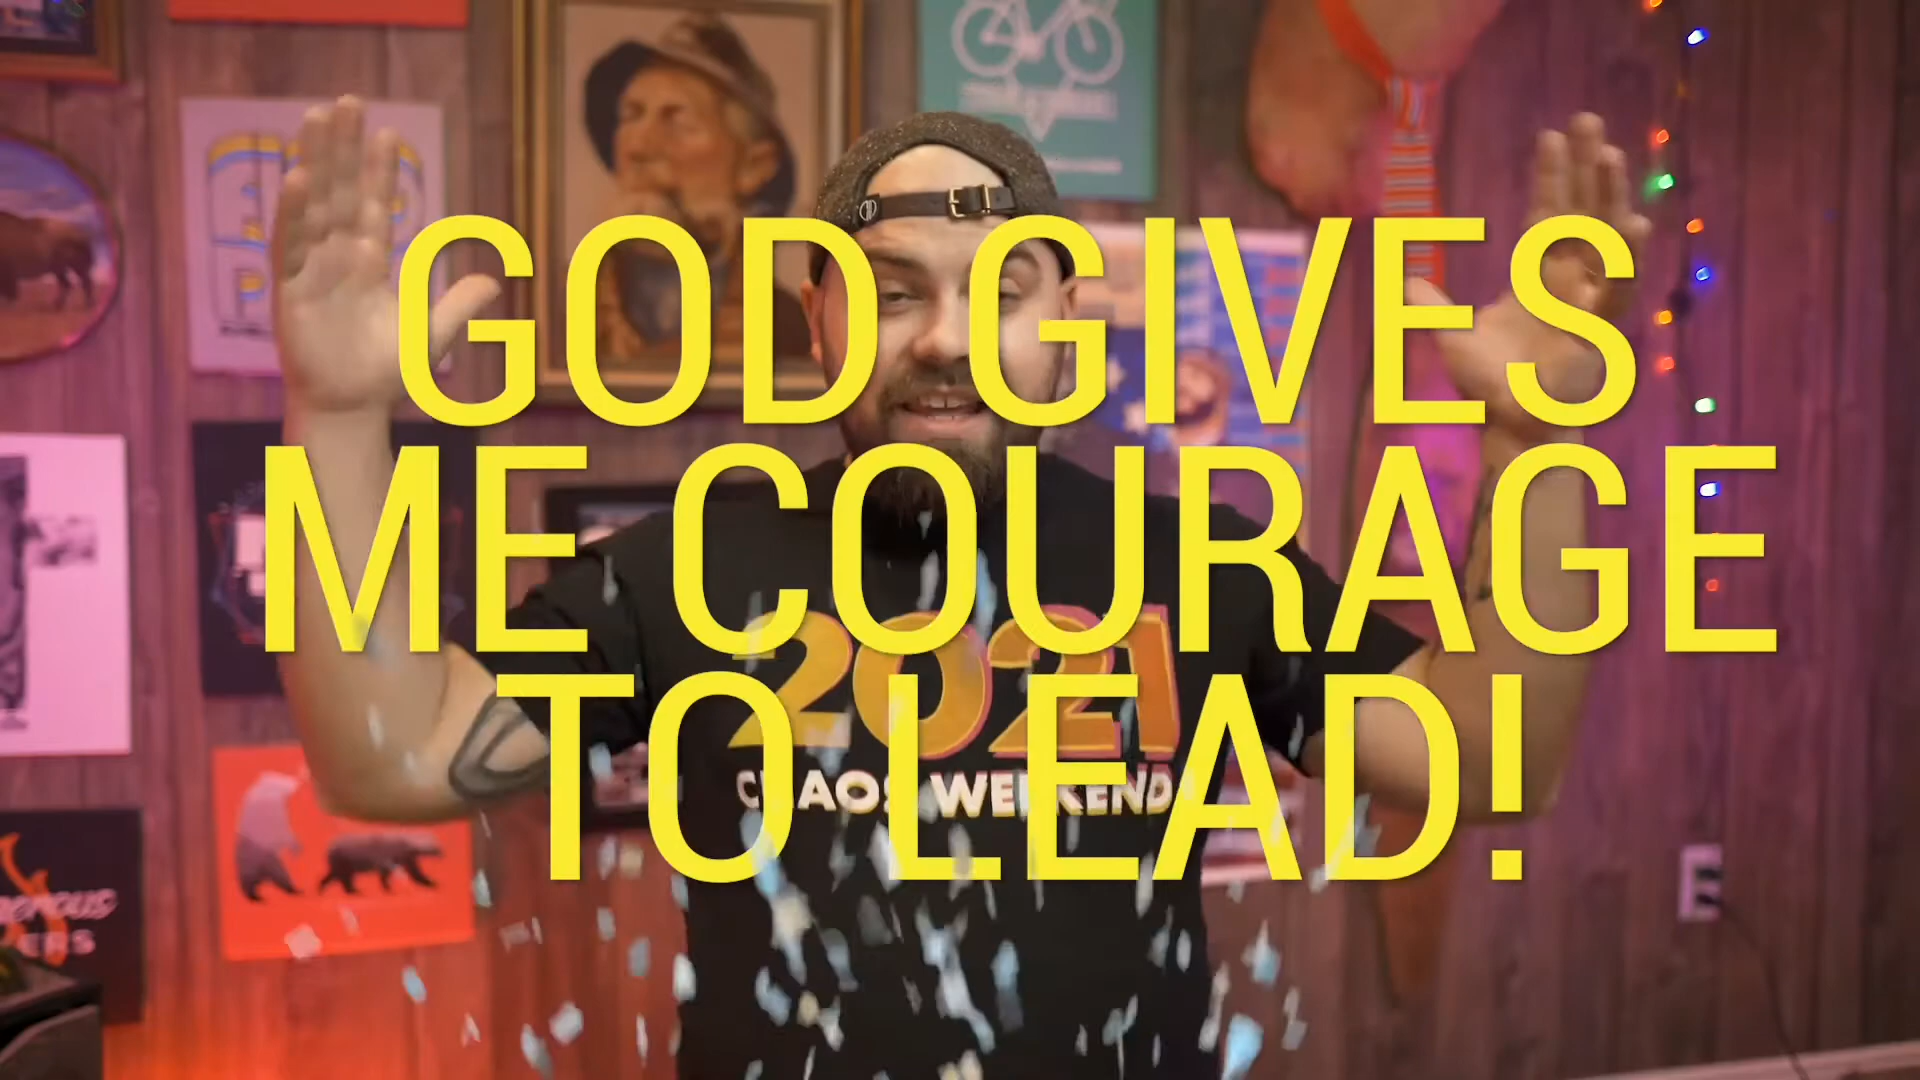 GOD GIVES
ME COURAGE
TO LEAD!
2021
CHAOS WEEKEND